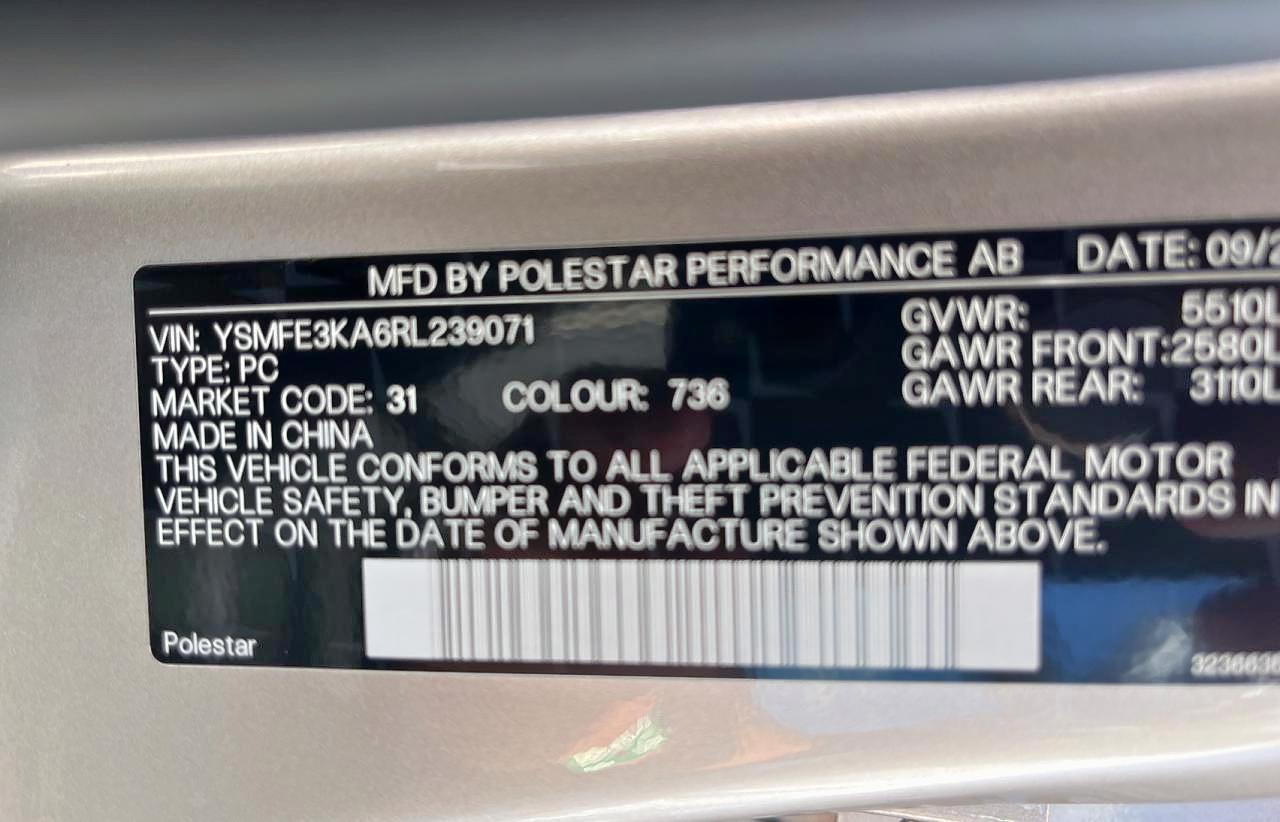 MFD BY POLESTAR PERFORMANCE AB DATE: 09/2
VIN: YSMFE3KA6RL239071
GVWR: 5510L
TYPE: PC
GAWR FRONT:2580L
MARKET CODE: 31 COLOUR: 736
GAWR REAR: 3110L
MADE IN CHINA
THIS VEHICLE CONFORMS TO ALL APPLICABLE FEDERAL MOTOR
VEHICLE SAFETY, BUMPER AND THEFT PREVENTION STANDARDS IN
EFFECT ON THE DATE OF MANUFACTURE SHOWN ABOVE.
Polestar